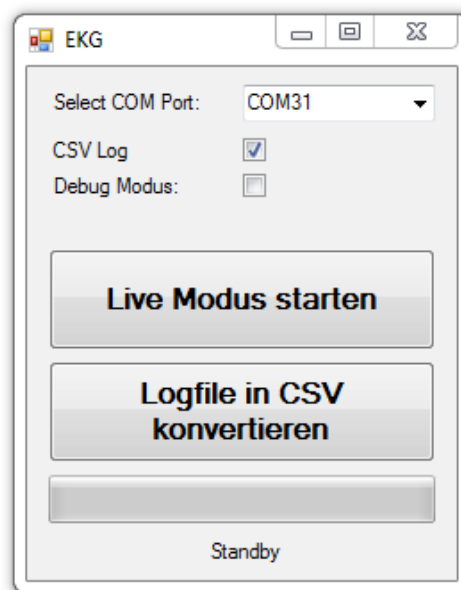 EKG
Select COM Port: COM31
CSV Log
Debug Modus:
Live Modus starten
Logfile in CSV
konvertieren
Standby